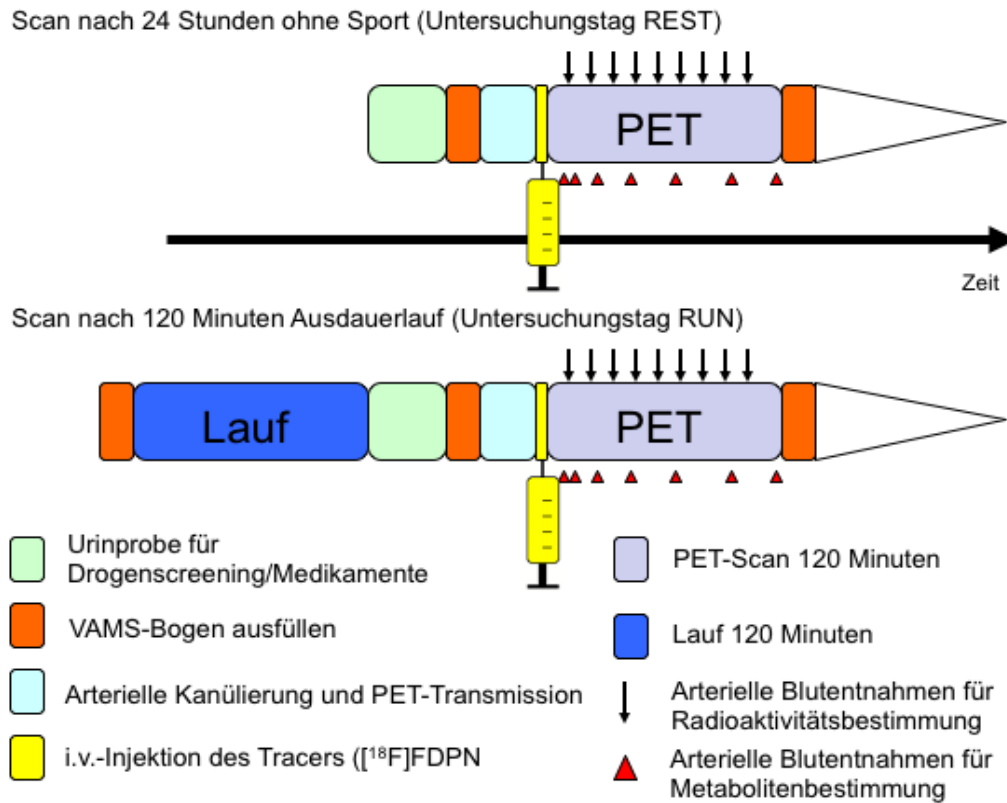 Scan nach 24 Stunden ohne Sport (Untersuchungstag REST)
PET
Zeit
Scan nach 120 Minuten Ausdauerlauf (Untersuchungstag RUN)
Lauf
PET
Urinprobe für
Drogenscreening/Medikamente
VAMS-Bogen ausfüllen
Arterielle Kanülierung und PET-Transmission
i.v.-Injektion des Tracers ([¹⁸F]FDPN
PET-Scan 120 Minuten
Lauf 120 Minuten
Arterielle Blutentnahmen für
Radioaktivitätsbestimmung
Arterielle Blutentnahmen für
Metabolitenbestimmung